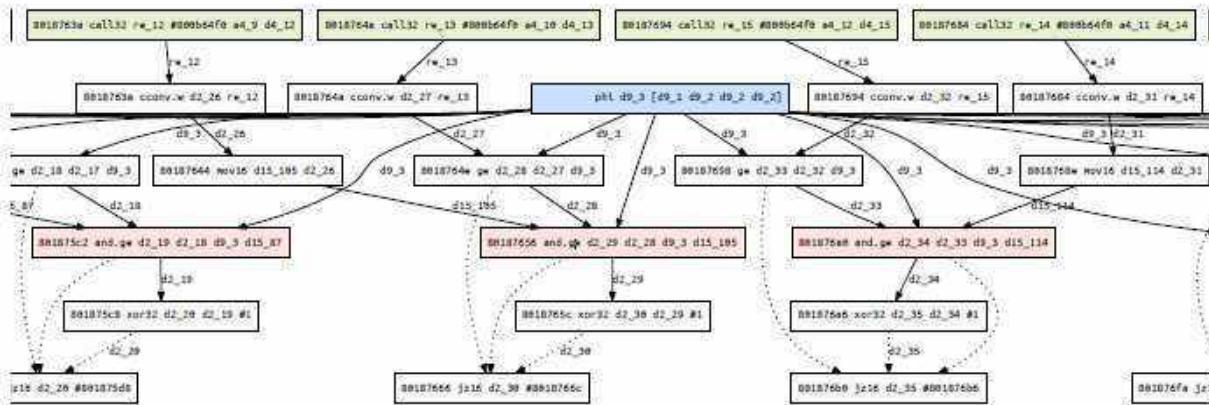 8018763a call32 re_12 #800b64f0 a4_9 d4_12
8018764a call32 re_13 #800b64f0 a4_10 d4_13
80187694 call32 re_15 #800b64f0 a4_12 d4_15
80187684 call32 re_14 #800b64f0 a4_11 d4_14
re_12
re_13
re_15
re_14
8018763a cconv.w d2_26 re_12
8018764a cconv.w d2_27 re_13
phi d9_3 [d9_1 d9_2 d9_2 d9_2]
80187694 cconv.w d2_32 re_15
80187684 cconv.w d2_31 re_14
d9_3
d2_26
d2_27
d9_3
d9_3
d2_32
d9_3
d2_31
ge d2_18 d2_17 d9_3
80187644 mov16 d15_105 d2_26
d9_3
8018764e ge d2_28 d2_27 d9_3
d9_3
80187698 ge d2_33 d2_32 d9_3
d9_3
8018768e mov16 d15_114 d2_31
5_87
d2_18
d15_105
d2_28
d2_33
d15_114
801875c2 and.ge d2_19 d2_18 d9_3 d15_87
80187656 and.ge d2_29 d2_28 d9_3 d15_105
801876a0 and.ge d2_34 d2_33 d9_3 d15_114
d2_19
d2_29
d2_34
801875c8 xor32 d2_20 d2_19 #1
8018765c xor32 d2_30 d2_29 #1
801876a6 xor32 d2_35 d2_34 #1
d2_20
d2_30
d2_35
jz16 d2_20 #801875d8
80187666 jz16 d2_30 #8018766c
801876b0 jz16 d2_35 #801876b6
801876fa jz1